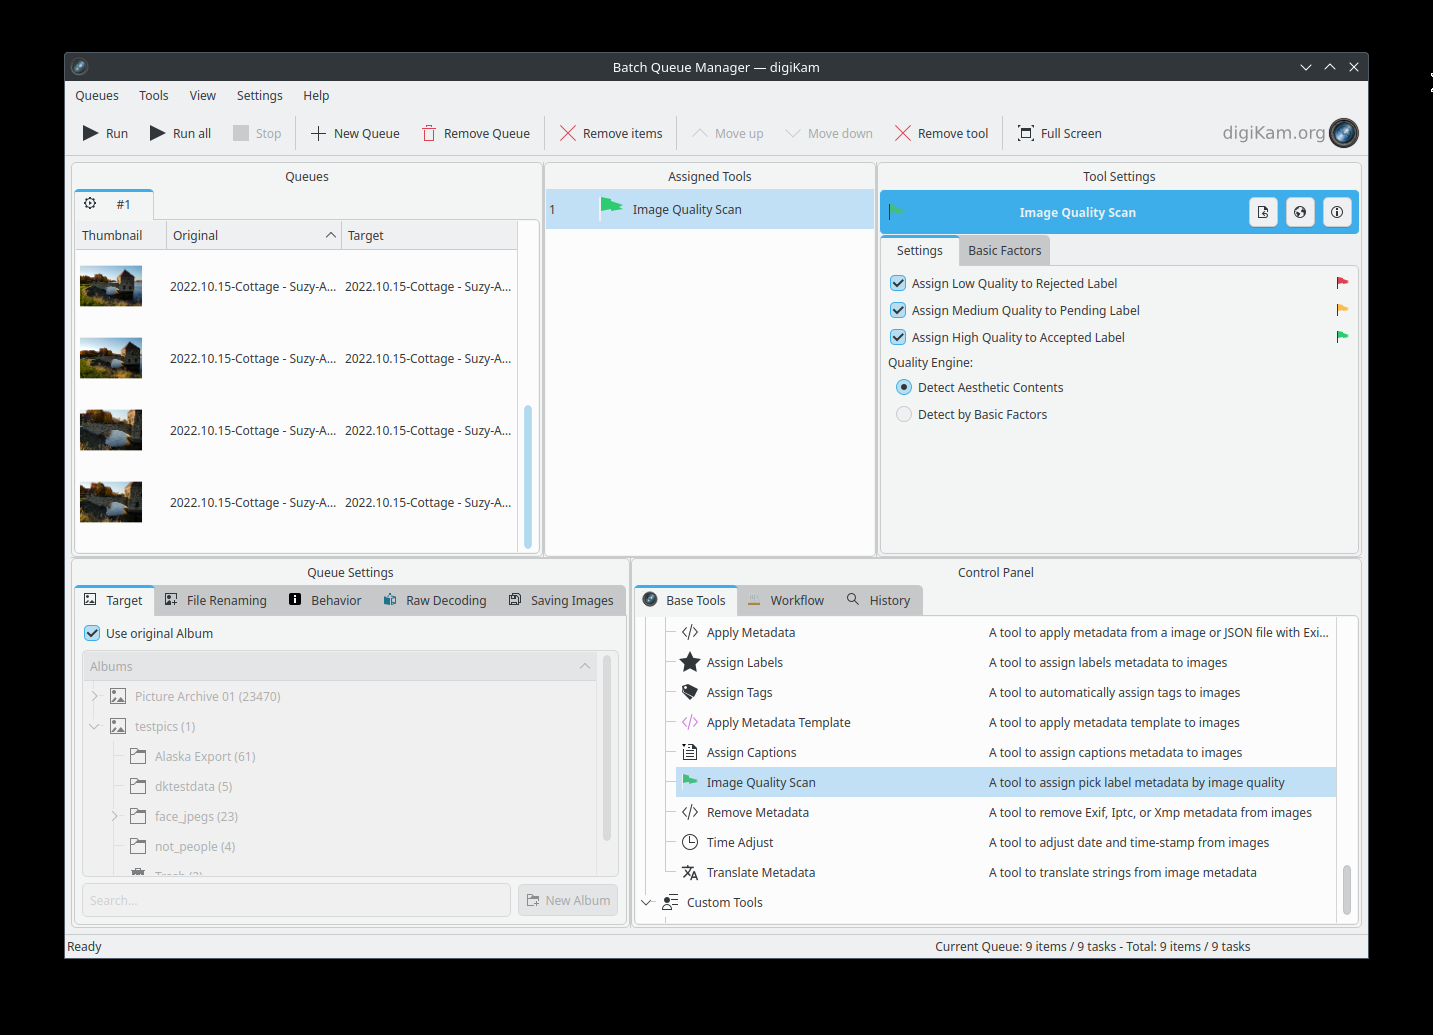 Batch Queue Manager — digiKam
Queues Tools View Settings Help
Run Run all Stop New Queue Remove Queue Remove items Move up Move down Remove tool Full Screen digiKam.org
Queues
#1
Thumbnail Original Target
2022.10.15-Cottage - Suzy-A... 2022.10.15-Cottage - Suzy-A...
2022.10.15-Cottage - Suzy-A... 2022.10.15-Cottage - Suzy-A...
2022.10.15-Cottage - Suzy-A... 2022.10.15-Cottage - Suzy-A...
2022.10.15-Cottage - Suzy-A... 2022.10.15-Cottage - Suzy-A...
Assigned Tools
1 Image Quality Scan
Tool Settings
Image Quality Scan
Settings Basic Factors
Assign Low Quality to Rejected Label
Assign Medium Quality to Pending Label
Assign High Quality to Accepted Label
Quality Engine:
Detect Aesthetic Contents
Detect by Basic Factors
Queue Settings
Target File Renaming Behavior Raw Decoding Saving Images
Use original Album
Albums
Picture Archive 01 (23470)
testpics (1)
Alaska Export (61)
dktestdata (5)
face_jpegs (23)
not_people (4)
Trash (2)
Search... New Album
Control Panel
Base Tools Workflow History
Apply Metadata A tool to apply metadata from a image or JSON file with Exi...
Assign Labels A tool to assign labels metadata to images
Assign Tags A tool to automatically assign tags to images
Apply Metadata Template A tool to apply metadata template to images
Assign Captions A tool to assign captions metadata to images
Image Quality Scan A tool to assign pick label metadata by image quality
Remove Metadata A tool to remove Exif, Iptc, or Xmp metadata from images
Time Adjust A tool to adjust date and time-stamp from images
Translate Metadata A tool to translate strings from image metadata
Custom Tools
Ready Current Queue: 9 items / 9 tasks - Total: 9 items / 9 tasks